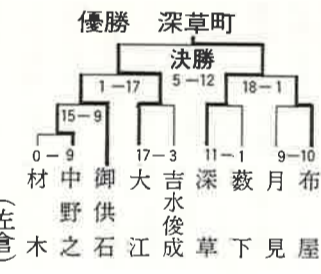 優勝 深草町
決勝
5－12
1－17
18－1
15－9
0－9
17－3
11－1
9－10
材木
中野之
御供石
大江
吉水俊成
深草
薮下
月見
布屋
(左倉)